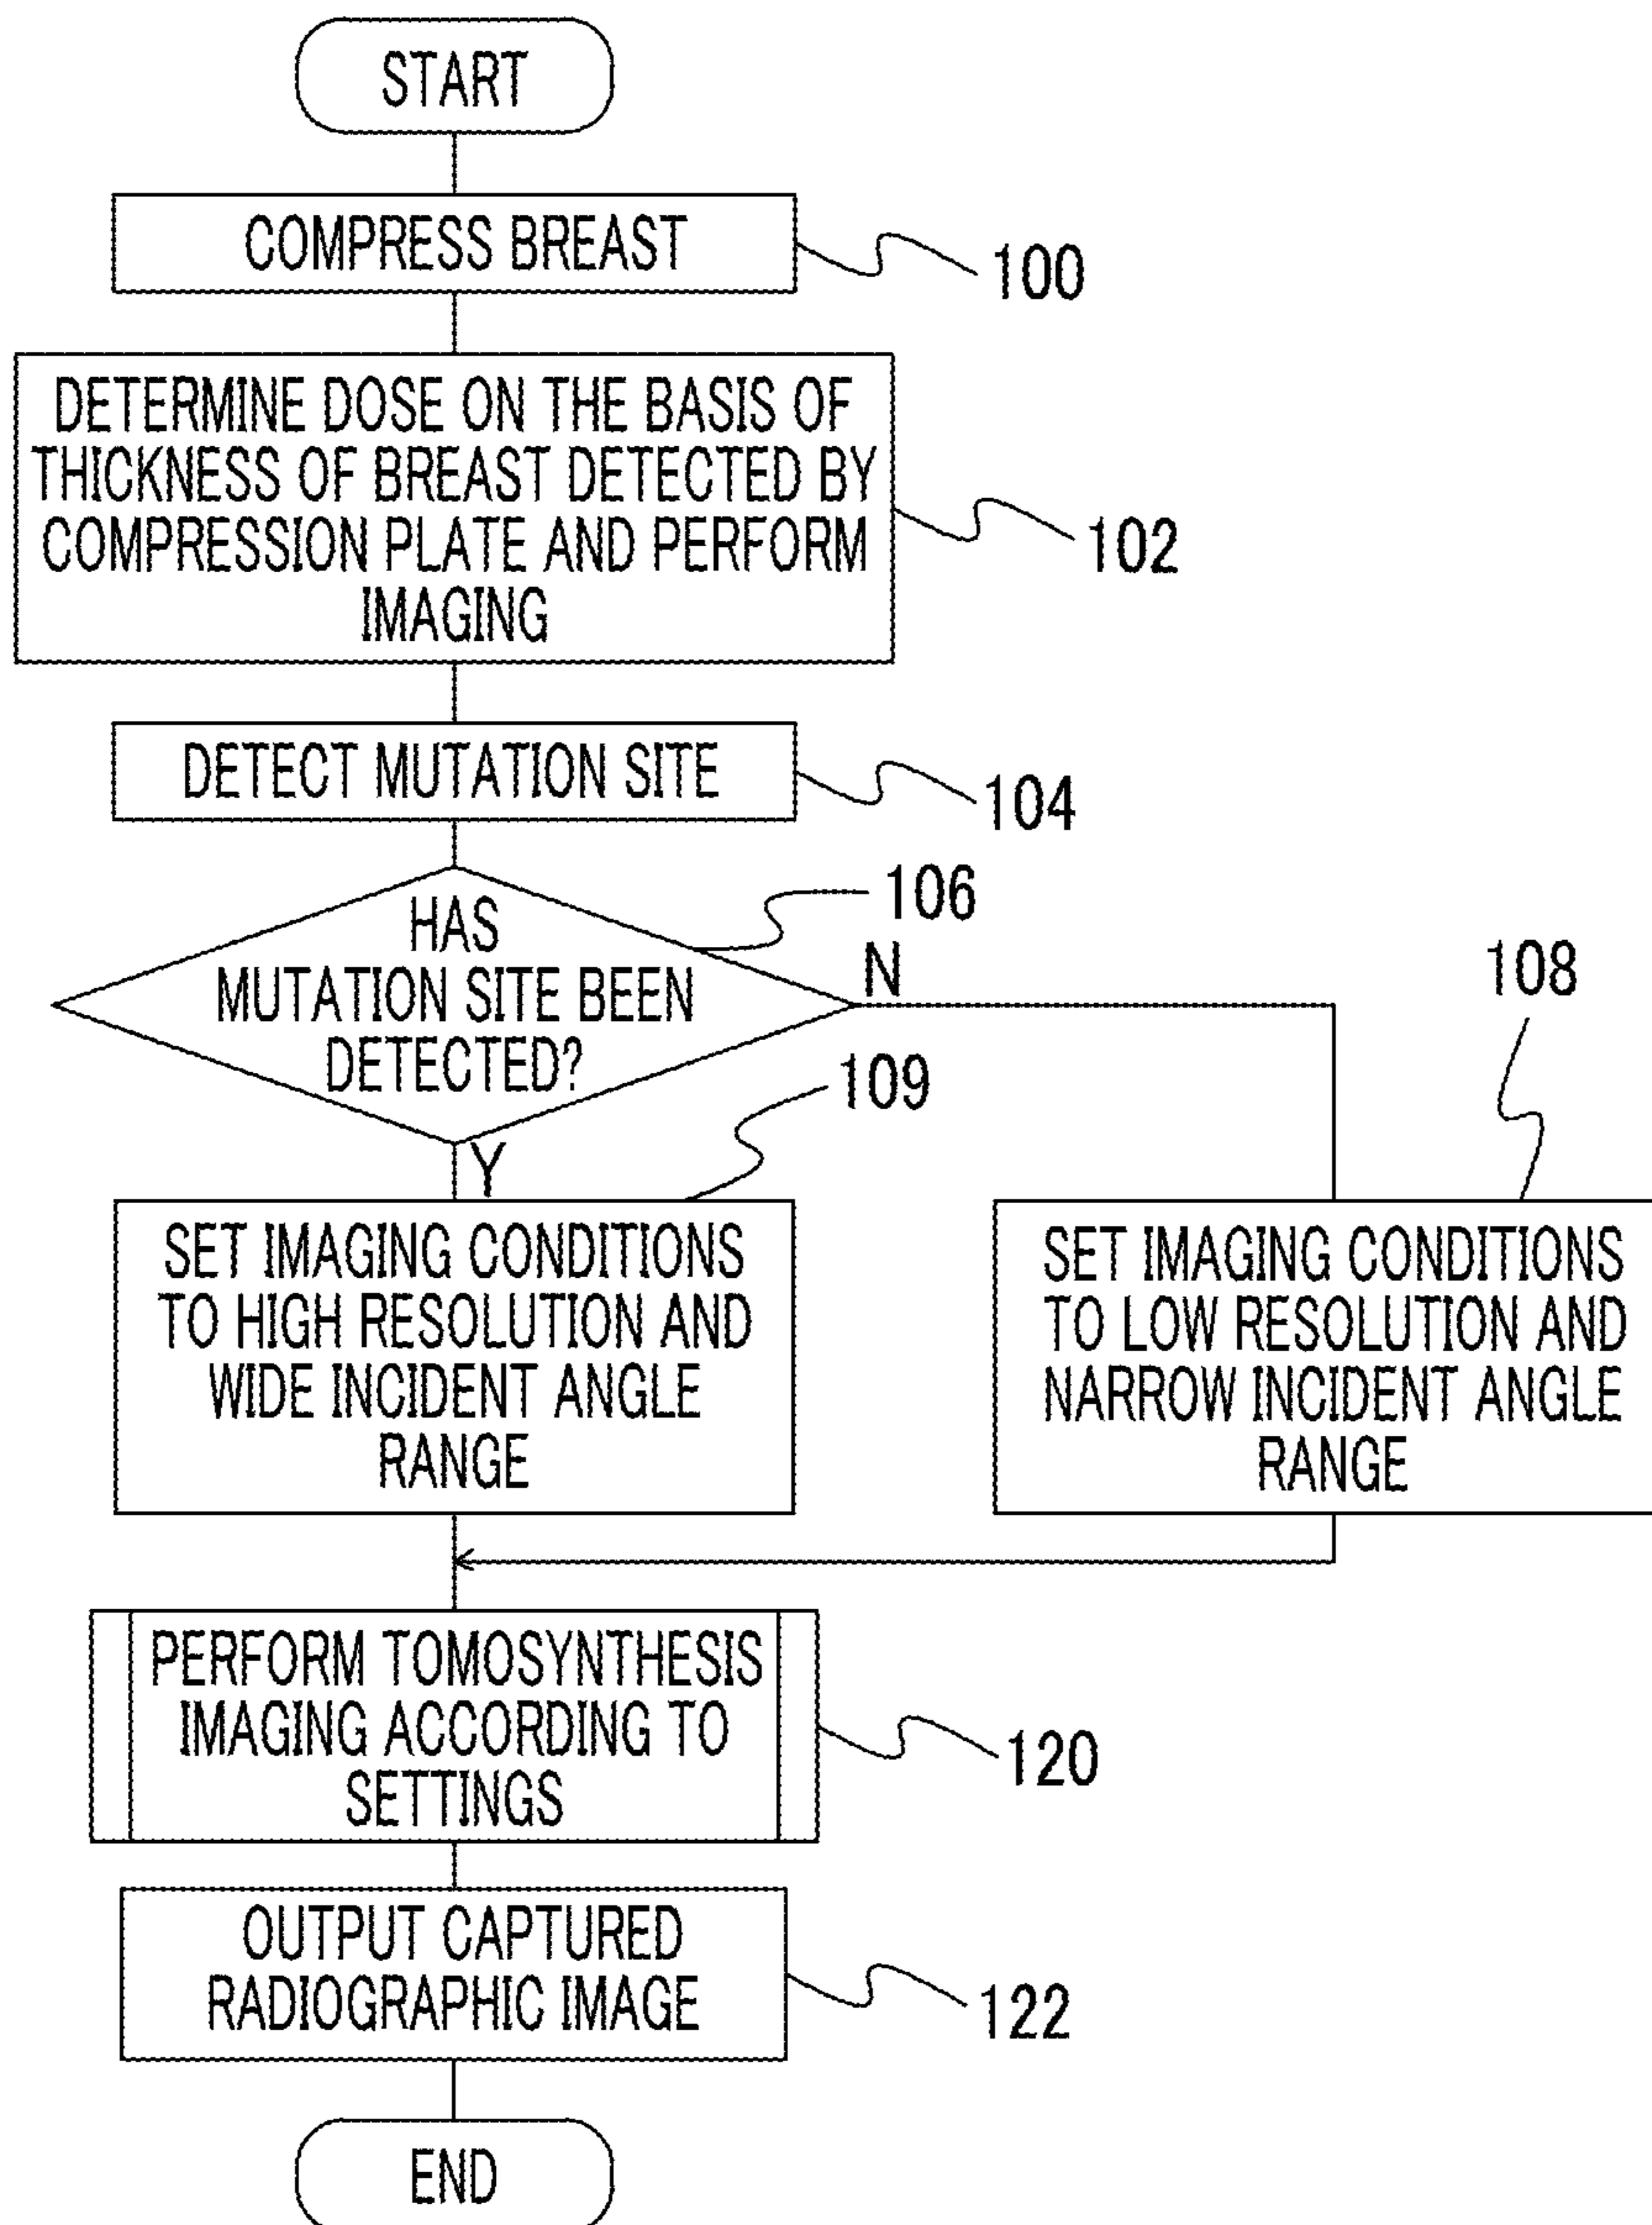 START
COMPRESS BREAST
100
DETERMINE DOSE ON THE BASIS OF
THICKNESS OF BREAST DETECTED BY
COMPRESSION PLATE AND PERFORM
IMAGING
102
DETECT MUTATION SITE
104
HAS
MUTATION SITE BEEN
DETECTED?
106
N
108
109
Y
SET IMAGING CONDITIONS
TO HIGH RESOLUTION AND
WIDE INCIDENT ANGLE
RANGE
SET IMAGING CONDITIONS
TO LOW RESOLUTION AND
NARROW INCIDENT ANGLE
RANGE
PERFORM TOMOSYNTHESIS
IMAGING ACCORDING TO
SETTINGS
120
OUTPUT CAPTURED
RADIOGRAPHIC IMAGE
122
END